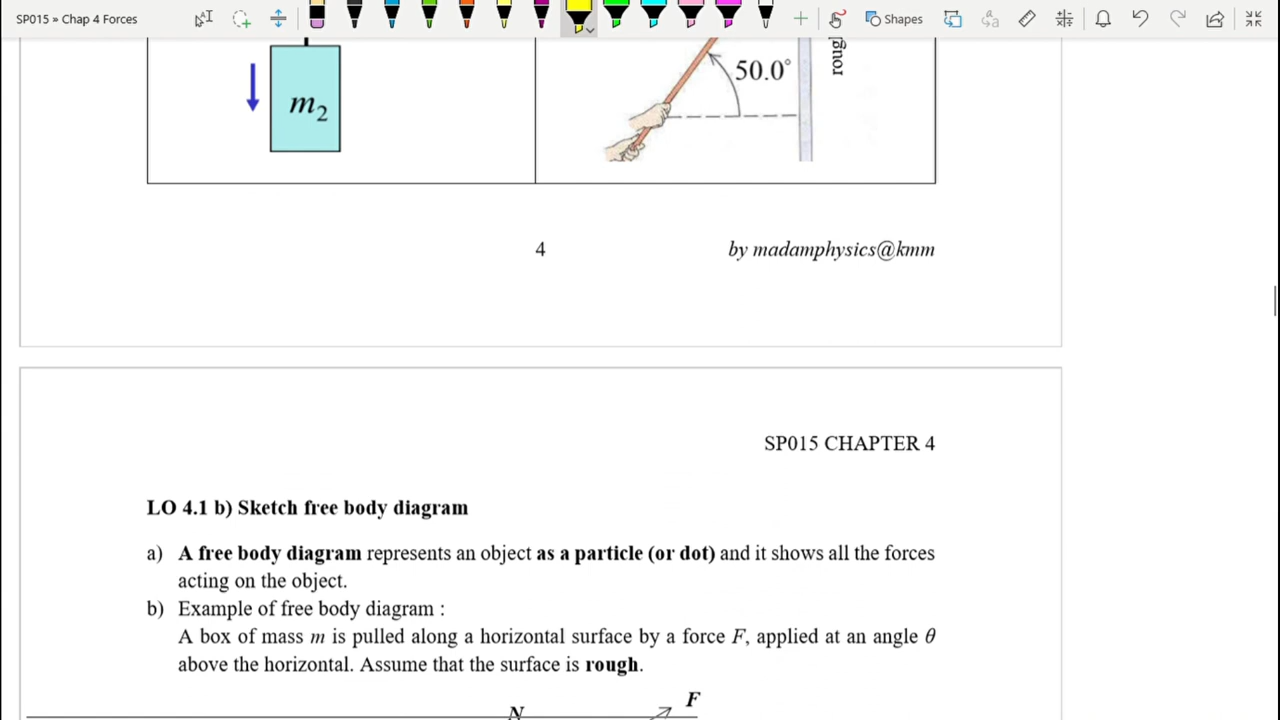 SP015 » Chap 4 Forces
Shapes
m₂
50.0°
4
by madamphysics@kmm
SP015 CHAPTER 4
LO 4.1 b) Sketch free body diagram
a) A free body diagram represents an object as a particle (or dot) and it shows all the forces
acting on the object.
b) Example of free body diagram :
A box of mass m is pulled along a horizontal surface by a force F, applied at an angle θ
above the horizontal. Assume that the surface is rough.
N
F